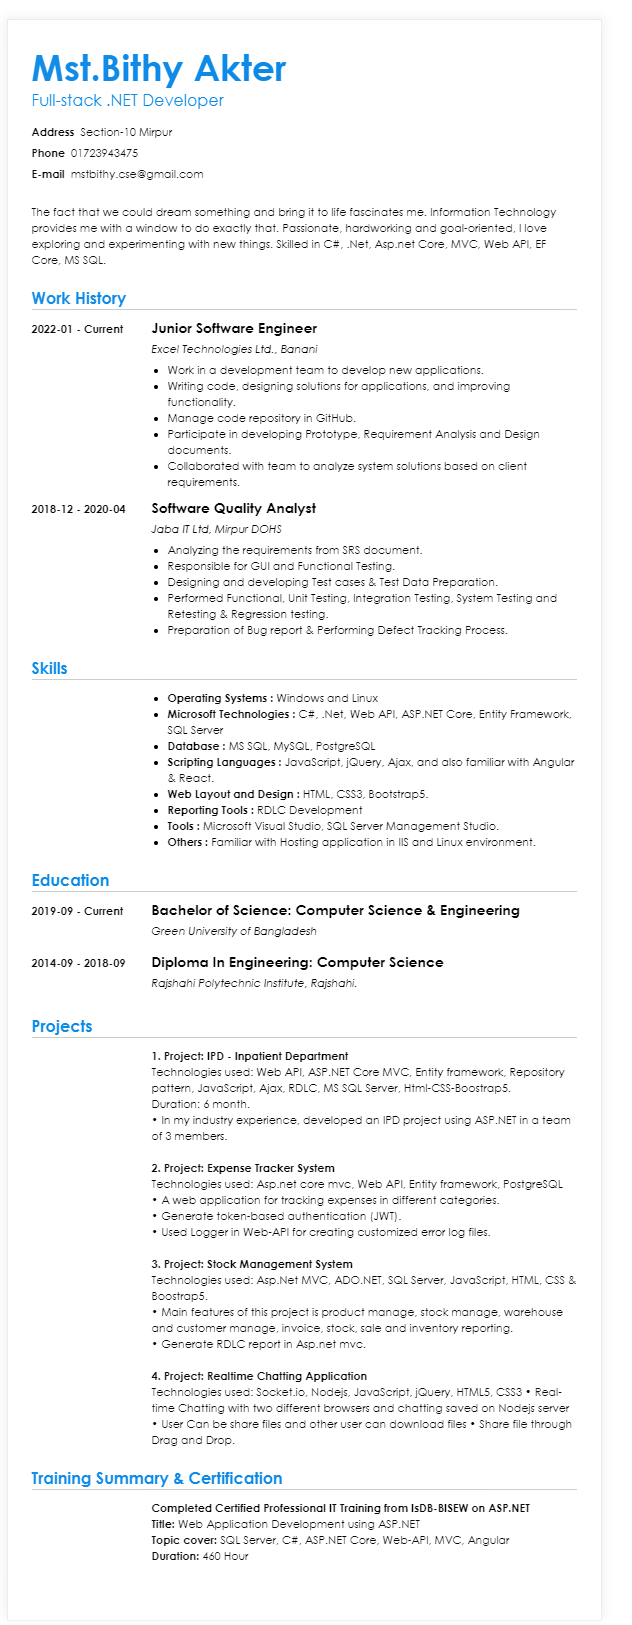 Mst.Bithy Akter
Full-stack .NET Developer
Address Section-10 Mirpur
Phone 01723943475
E-mail mstbithy.cse@gmail.com
The fact that we could dream something and bring it to life fascinates me. Information Technology
provides me with a window to do exactly that. Passionate, hardworking and goal-oriented, I love
exploring and experimenting with new things. Skilled in C#, .Net, Asp.net Core, MVC, Web API, EF
Core, MS SQL.
Work History
2022-01 - Current Junior Software Engineer
Excel Technologies Ltd., Banani
• Work in a development team to develop new applications.
• Writing code, designing solutions for applications, and improving
functionality.
• Manage code repository in GitHub.
• Participate in developing Prototype, Requirement Analysis and Design
documents.
• Collaborated with team to analyze system solutions based on client
requirements.
2018-12 - 2020-04 Software Quality Analyst
Jaba IT Ltd, Mirpur DOHS
• Analyzing the requirements from SRS document.
• Responsible for GUI and Functional Testing.
• Designing and developing Test cases & Test Data Preparation.
• Performed Functional, Unit Testing, Integration Testing, System Testing and
Retesting & Regression testing.
• Preparation of Bug report & Performing Defect Tracking Process.
Skills
• Operating Systems : Windows and Linux
• Microsoft Technologies : C#, .Net, Web API, ASP.NET Core, Entity Framework,
SQL Server
• Database : MS SQL, MySQL, PostgreSQL
• Scripting Languages : JavaScript, jQuery, Ajax, and also familiar with Angular
& React.
• Web Layout and Design : HTML, CSS3, Bootstrap5.
• Reporting Tools : RDLC Development
• Tools : Microsoft Visual Studio, SQL Server Management Studio.
• Others : Familiar with Hosting application in IIS and Linux environment.
Education
2019-09 - Current Bachelor of Science: Computer Science & Engineering
Green University of Bangladesh
2014-09 - 2018-09 Diploma In Engineering: Computer Science
Rajshahi Polytechnic Institute, Rajshahi.
Projects
1. Project: IPD - Inpatient Department
Technologies used: Web API, ASP.NET Core MVC, Entity framework, Repository
pattern, JavaScript, Ajax, RDLC, MS SQL Server, Html-CSS-Boostrap5.
Duration: 6 month.
• In my industry experience, developed an IPD project using ASP.NET in a team
of 3 members.
2. Project: Expense Tracker System
Technologies used: Asp.net core mvc, Web API, Entity framework, PostgreSQL
• A web application for tracking expenses in different categories.
• Generate token-based authentication (JWT).
• Used Logger in Web-API for creating customized error log files.
3. Project: Stock Management System
Technologies used: Asp.Net MVC, ADO.NET, SQL Server, JavaScript, HTML, CSS &
Boostrap5.
• Main features of this project is product manage, stock manage, warehouse
and customer manage, invoice, stock, sale and inventory reporting.
• Generate RDLC report in Asp.net mvc.
4. Project: Realtime Chatting Application
Technologies used: Socket.io, Nodejs, JavaScript, jQuery, HTML5, CSS3 • Real-
time Chatting with two different browsers and chatting saved on Nodejs server
• User Can be share files and other user can download files • Share file through
Drag and Drop.
Training Summary & Certification
Completed Certified Professional IT Training from IsDB-BISEW on ASP.NET
Title: Web Application Development using ASP.NET
Topic cover: SQL Server, C#, ASP.NET Core, Web-API, MVC, Angular
Duration: 460 Hour